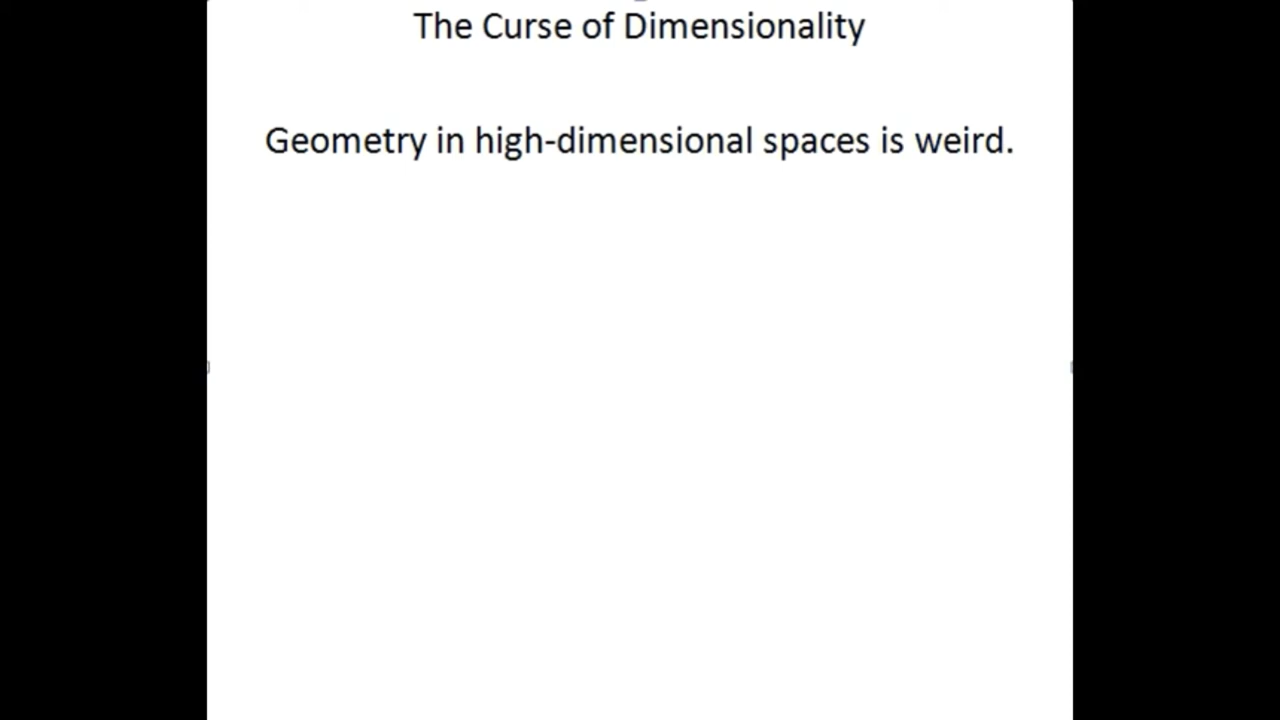 The Curse of Dimensionality
Geometry in high-dimensional spaces is weird.